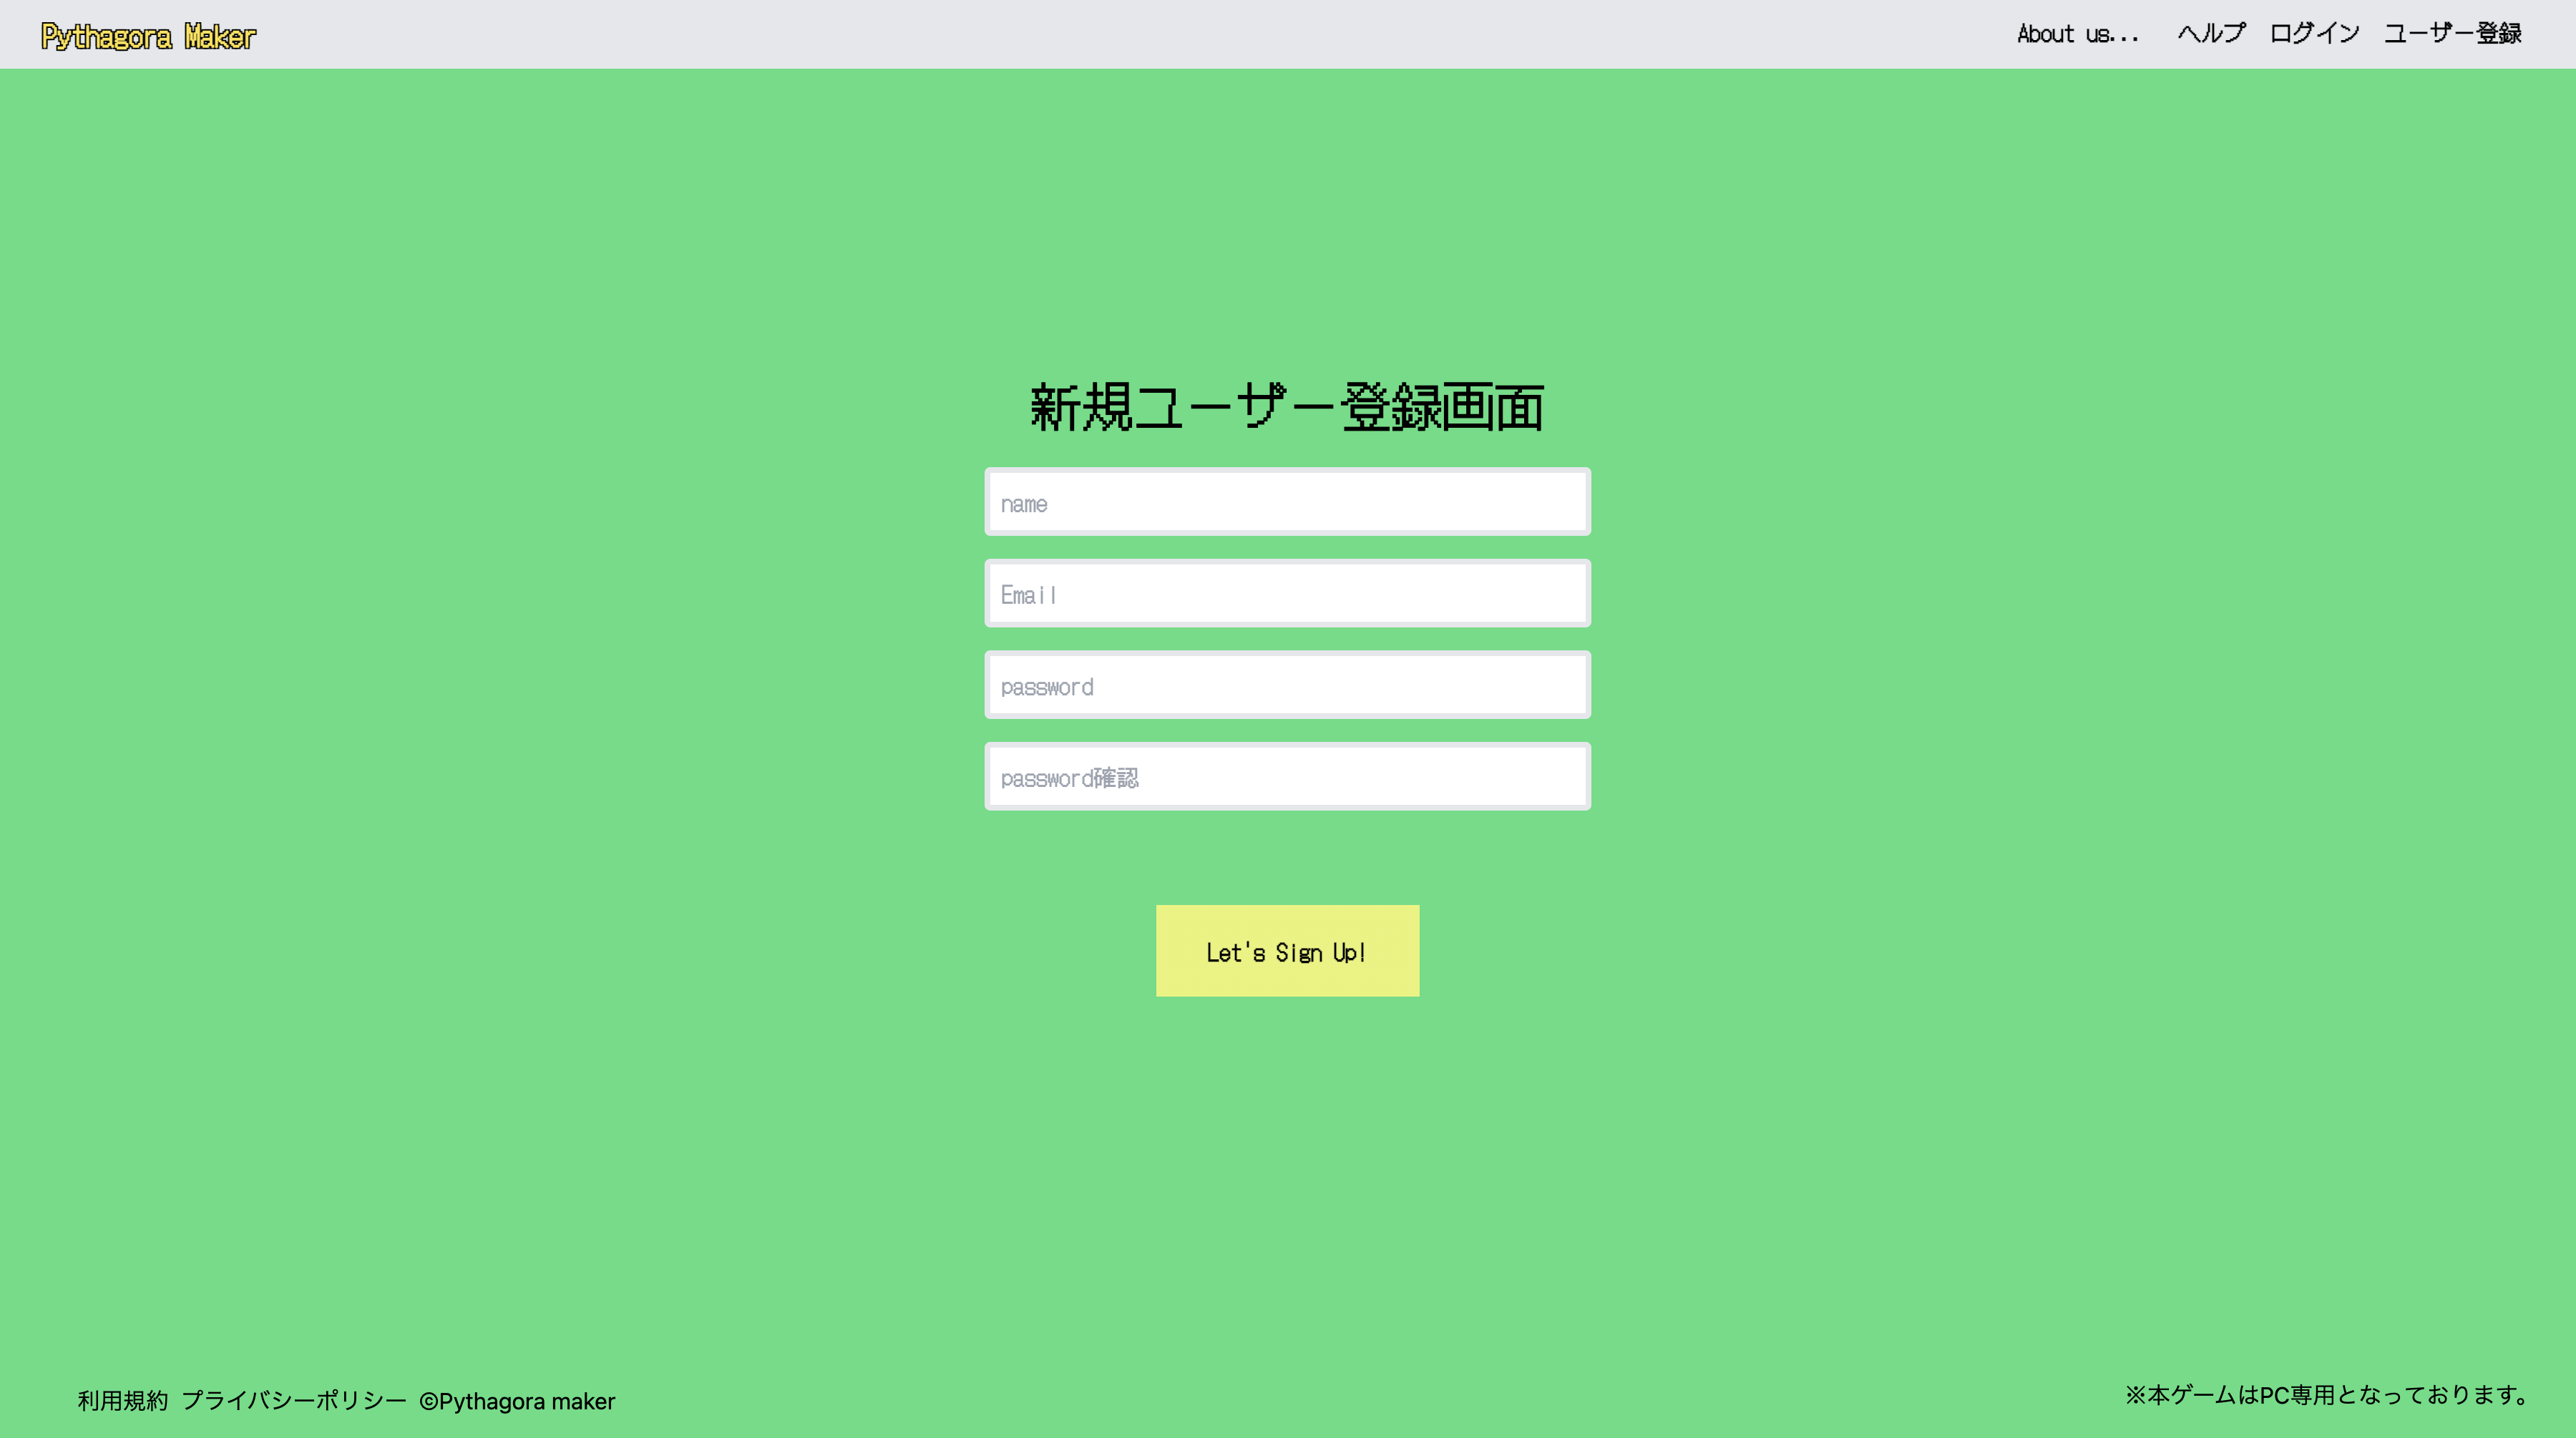 Pythagora Maker
About us... ヘルプ ログイン ユーザー登録
新規ユーザー登録画面
name
Email
password
password確認
Let's Sign Up!
利用規約 プライバシーポリシー ©Pythagora maker
※本ゲームはPC専用となっております。